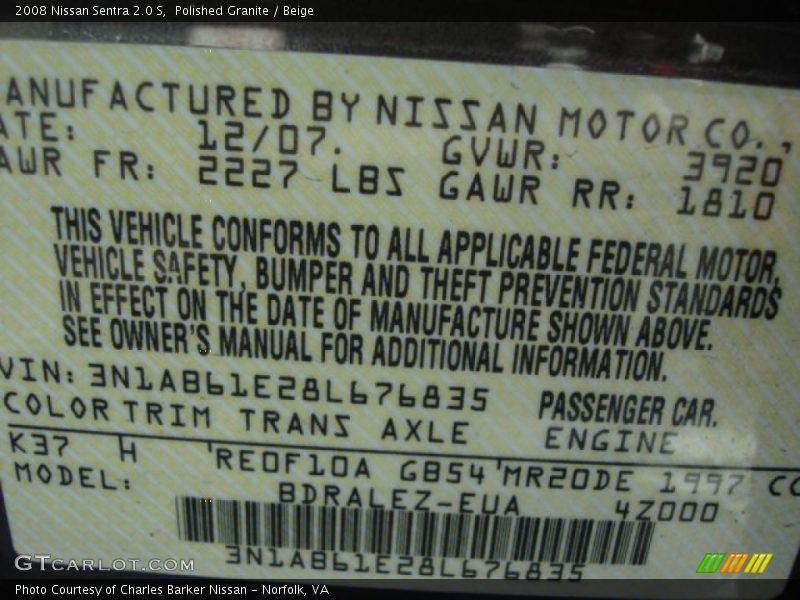 2008 Nissan Sentra 2.0 S, Polished Granite / Beige
ANUFACTURED BY NISSAN MOTOR CO.,
ATE: 12/07. GVWR: 3920
AWR FR: 2227 LBS GAWR RR: 1810
THIS VEHICLE CONFORMS TO ALL APPLICABLE FEDERAL MOTOR
VEHICLE SAFETY, BUMPER AND THEFT PREVENTION STANDARDS
IN EFFECT ON THE DATE OF MANUFACTURE SHOWN ABOVE.
SEE OWNER'S MANUAL FOR ADDITIONAL INFORMATION.
VIN: 3N1AB61E28L676835 PASSENGER CAR.
COLOR TRIM TRANS AXLE ENGINE
K37 H 'RE0F10A GB54 'MR20DE 1997 CC
MODEL: BDRALEZ-EUA 4Z000
3N1AB61E28L676835
GTCarlot.com
Photo Courtesy of Charles Barker Nissan - Norfolk, VA